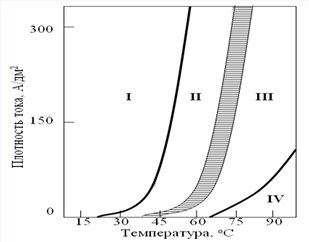 300
150
0
Плотность тока, А/дм²
I II III
IV
15 30 45 60 75 90
Температура, °С